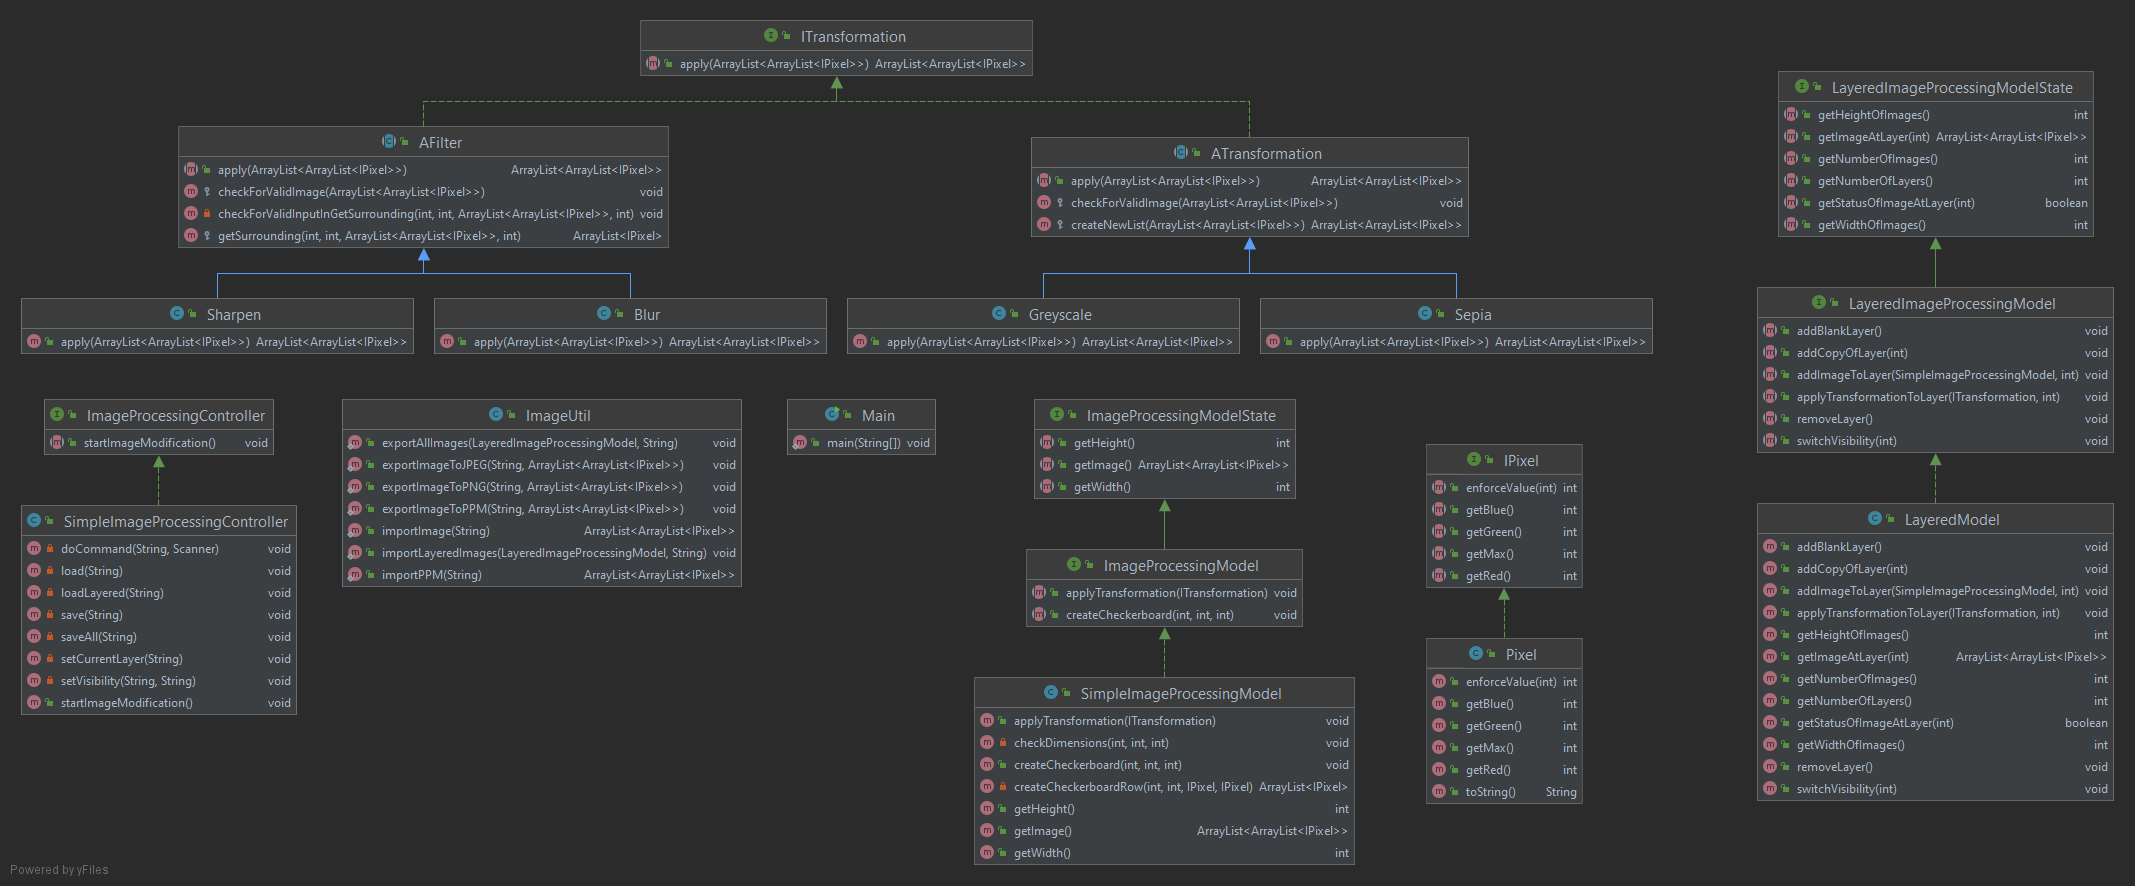 ITransformation
apply(ArrayList<ArrayList<IPixel>>) ArrayList<ArrayList<IPixel>>
AFilter
apply(ArrayList<ArrayList<IPixel>>) ArrayList<ArrayList<IPixel>>
checkForValidImage(ArrayList<ArrayList<IPixel>>) void
checkForValidInputInGetSurrounding(int, int, ArrayList<ArrayList<IPixel>>, int) void
getSurrounding(int, int, ArrayList<ArrayList<IPixel>>, int) ArrayList<IPixel>
ATransformation
apply(ArrayList<ArrayList<IPixel>>) ArrayList<ArrayList<IPixel>>
checkForValidImage(ArrayList<ArrayList<IPixel>>) void
createNewList(ArrayList<ArrayList<IPixel>>) ArrayList<ArrayList<IPixel>>
LayeredImageProcessingModelState
getHeightOfImages() int
getImageAtLayer(int) ArrayList<ArrayList<IPixel>>
getNumberOfImages() int
getNumberOfLayers() int
getStatusOfImageAtLayer(int) boolean
getWidthOfImages() int
Sharpen
apply(ArrayList<ArrayList<IPixel>>) ArrayList<ArrayList<IPixel>>
Blur
apply(ArrayList<ArrayList<IPixel>>) ArrayList<ArrayList<IPixel>>
Greyscale
apply(ArrayList<ArrayList<IPixel>>) ArrayList<ArrayList<IPixel>>
Sepia
apply(ArrayList<ArrayList<IPixel>>) ArrayList<ArrayList<IPixel>>
LayeredImageProcessingModel
addBlankLayer() void
addCopyOfLayer(int) void
addImageToLayer(SimpleImageProcessingModel, int) void
applyTransformationToLayer(ITransformation, int) void
removeLayer() void
switchVisibility(int) void
ImageProcessingController
startImageModification() void
SimpleImageProcessingController
doCommand(String, Scanner) void
load(String) void
loadLayered(String) void
save(String) void
saveAll(String) void
setCurrentLayer(String) void
setVisibility(String, String) void
startImageModification() void
ImageUtil
exportAllImages(LayeredImageProcessingModel, String) void
exportImageToJPEG(String, ArrayList<ArrayList<IPixel>>) void
exportImageToPNG(String, ArrayList<ArrayList<IPixel>>) void
exportImageToPPM(String, ArrayList<ArrayList<IPixel>>) void
importImage(String) ArrayList<ArrayList<IPixel>>
importLayeredImages(LayeredImageProcessingModel, String) void
importPPM(String) ArrayList<ArrayList<IPixel>>
Main
main(String[]) void
ImageProcessingModelState
getHeight() int
getImage() ArrayList<ArrayList<IPixel>>
getWidth() int
ImageProcessingModel
applyTransformation(ITransformation) void
createCheckerboard(int, int, int) void
SimpleImageProcessingModel
applyTransformation(ITransformation) void
checkDimensions(int, int, int) void
createCheckerboard(int, int, int) void
createCheckerboardRow(int, int, IPixel, IPixel) ArrayList<IPixel>
getHeight() int
getImage() ArrayList<ArrayList<IPixel>>
getWidth() int
IPixel
enforceValue(int) int
getBlue() int
getGreen() int
getMax() int
getRed() int
Pixel
enforceValue(int) int
getBlue() int
getGreen() int
getMax() int
getRed() int
toString() String
LayeredModel
addBlankLayer() void
addCopyOfLayer(int) void
addImageToLayer(SimpleImageProcessingModel, int) void
applyTransformationToLayer(ITransformation, int) void
getHeightOfImages() int
getImageAtLayer(int) ArrayList<ArrayList<IPixel>>
getNumberOfImages() int
getNumberOfLayers() int
getStatusOfImageAtLayer(int) boolean
getWidthOfImages() int
removeLayer() void
switchVisibility(int) void
Powered by yFiles